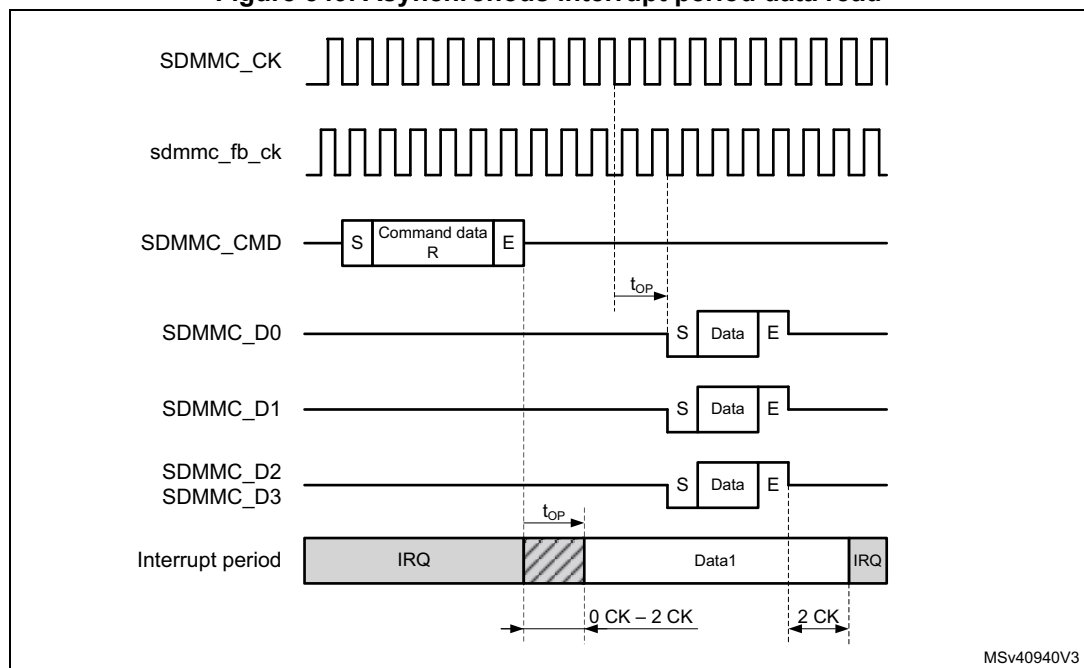 SDMMC_CK
sdmmc_fb_ck
SDMMC_CMD
S
Command data
R
E
tOP
SDMMC_D0
S
Data
E
SDMMC_D1
S
Data
E
SDMMC_D2
SDMMC_D3
S
Data
E
tOP
Interrupt period
IRQ
Data1
IRQ
0 CK – 2 CK
2 CK
MSv40940V3